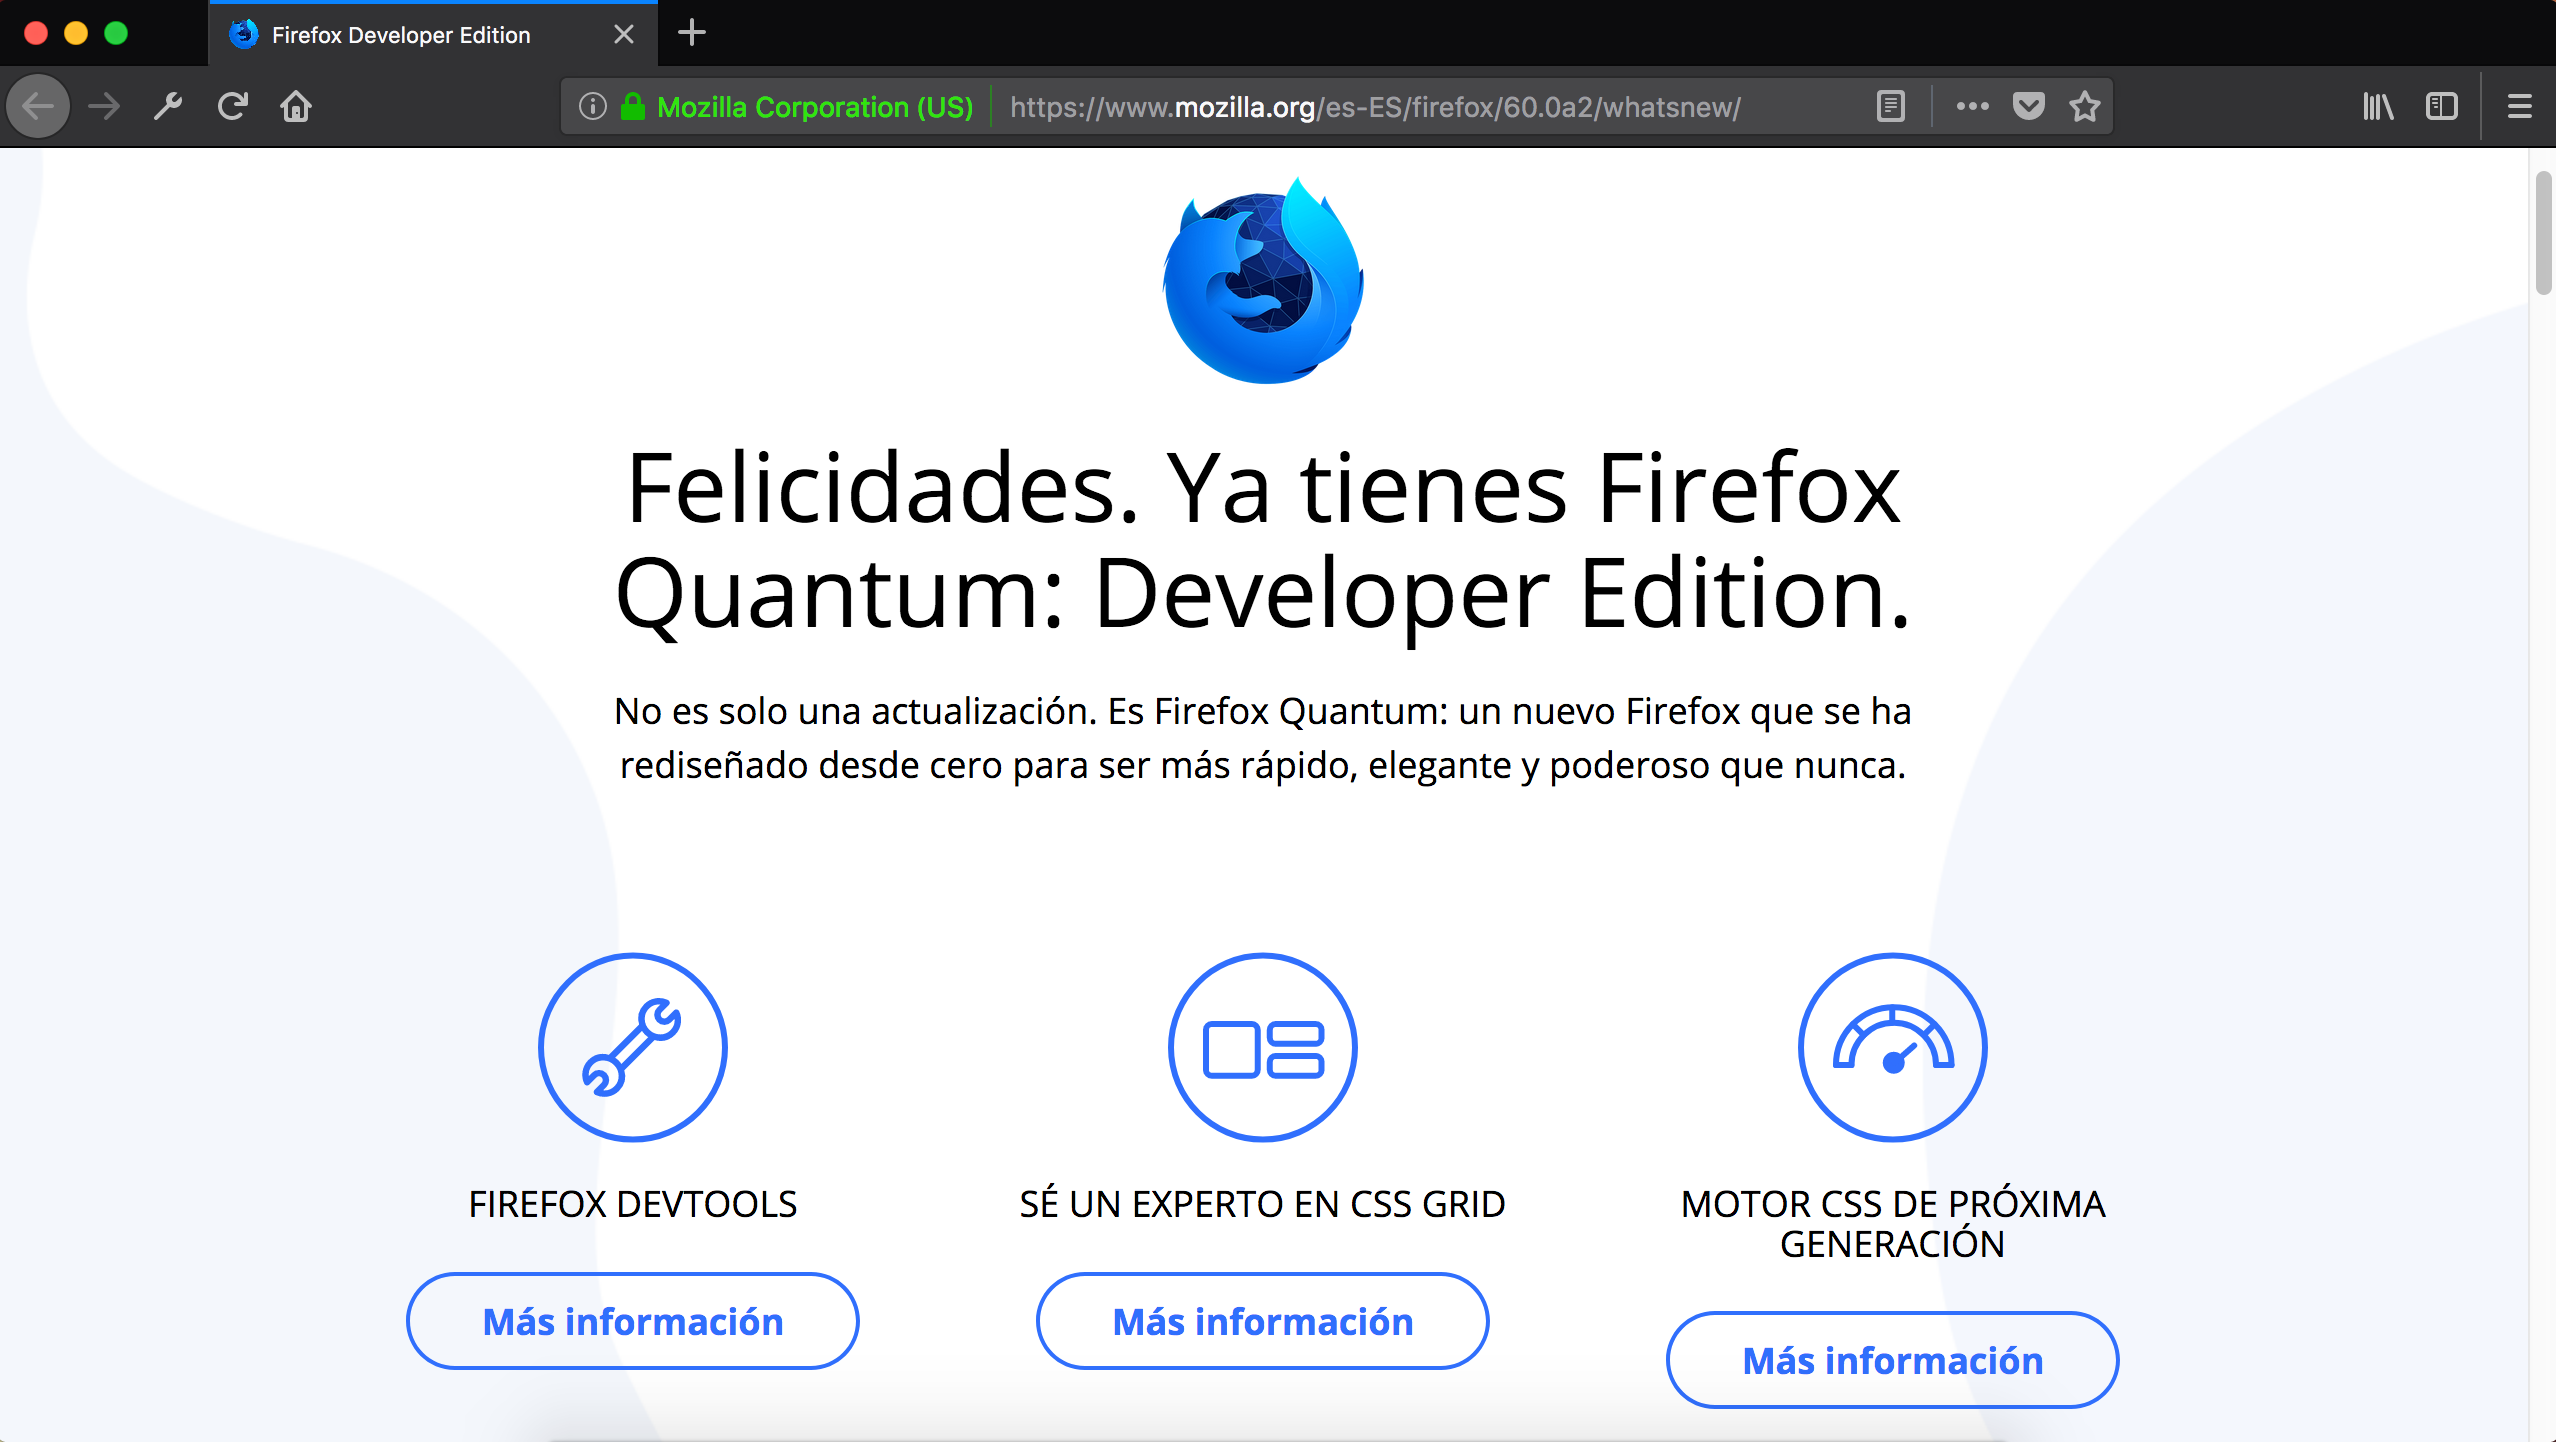 Firefox Developer Edition
Mozilla Corporation (US) https://www.mozilla.org/es-ES/firefox/60.0a2/whatsnew/
Felicidades. Ya tienes Firefox
Quantum: Developer Edition.
No es solo una actualización. Es Firefox Quantum: un nuevo Firefox que se ha
rediseñado desde cero para ser más rápido, elegante y poderoso que nunca.
FIREFOX DEVTOOLS
Más información
SÉ UN EXPERTO EN CSS GRID
Más información
MOTOR CSS DE PRÓXIMA
GENERACIÓN
Más información